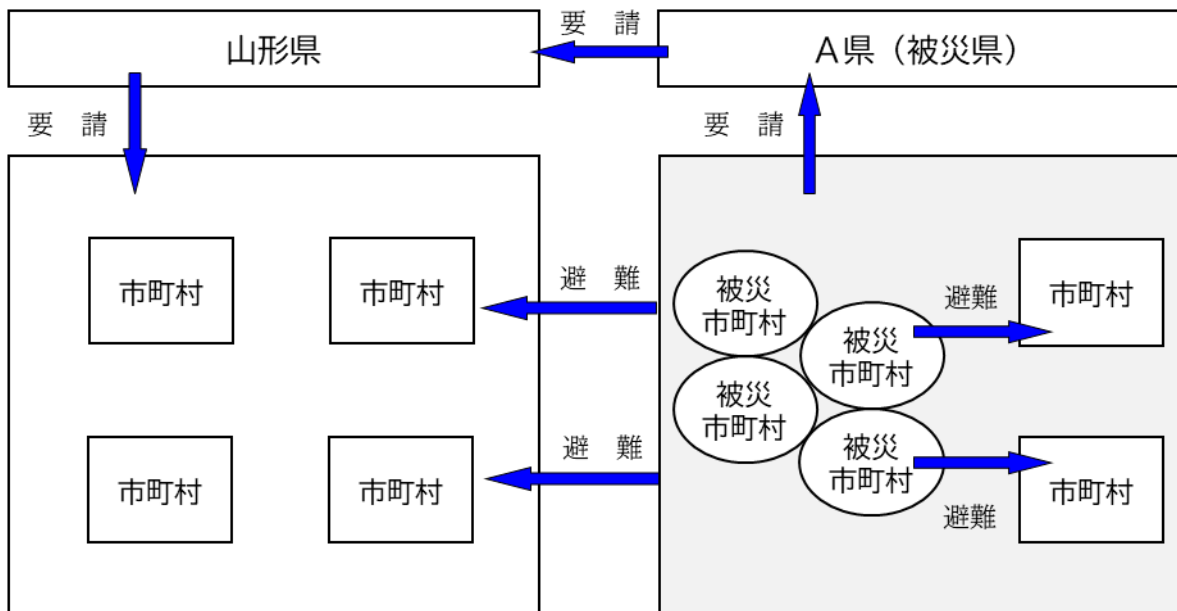 要　請
山形県
A県（被災県）
要　請
要　請
市町村
市町村
避　難
被災
市町村
避難
市町村
被災
市町村
被災
市町村
市町村
市町村
避　難
被災
市町村
市町村
避難